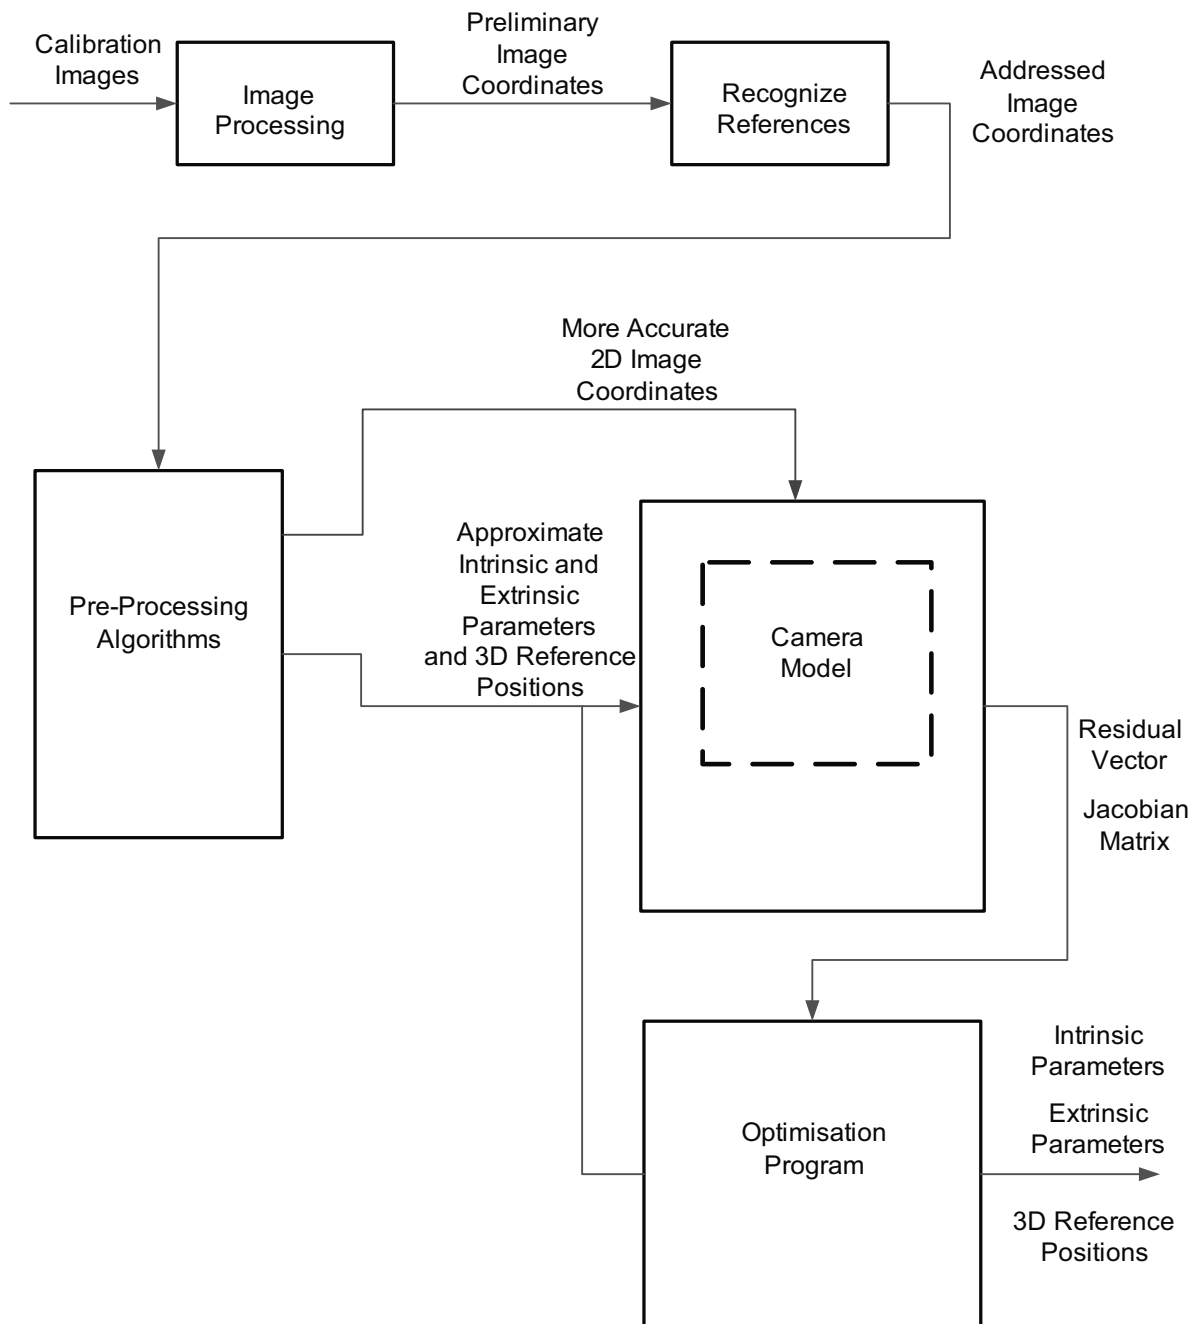 Calibration
Images
Image
Processing
Preliminary
Image
Coordinates
Recognize
References
Addressed
Image
Coordinates
More Accurate
2D Image
Coordinates
Pre-Processing
Algorithms
Approximate
Intrinsic and
Extrinsic
Parameters
and 3D Reference
Positions
Camera
Model
Residual
Vector
Jacobian
Matrix
Optimisation
Program
Intrinsic
Parameters
Extrinsic
Parameters
3D Reference
Positions